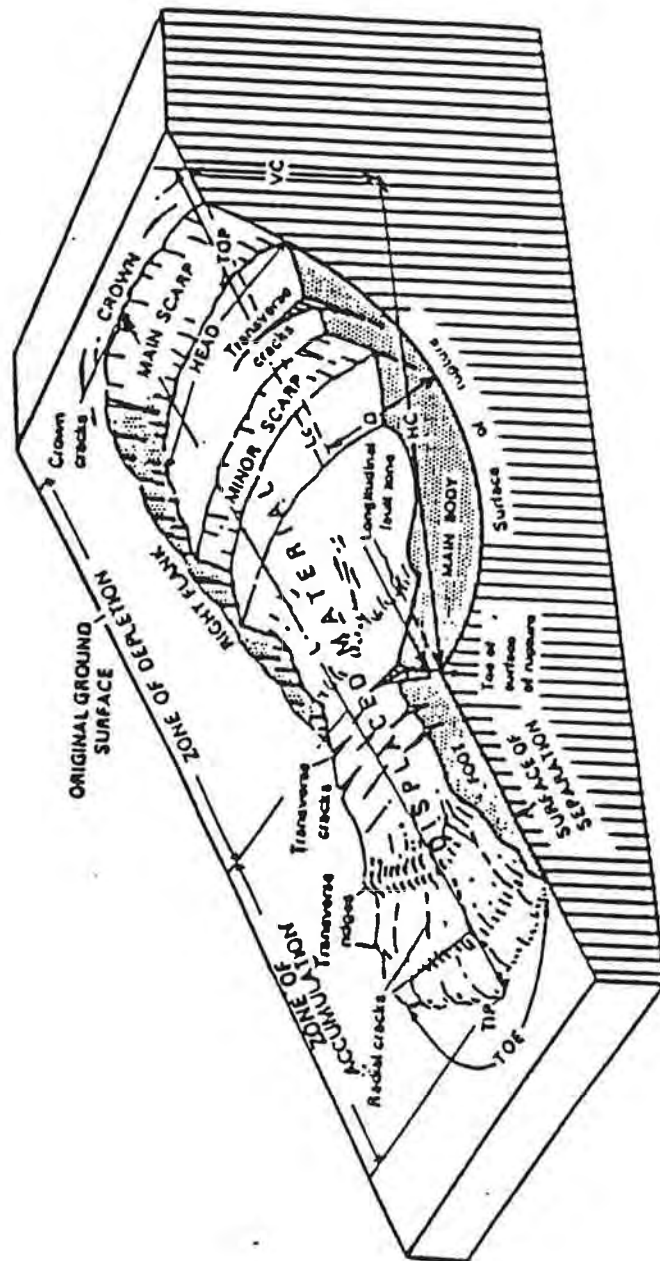 Crown
cracks
CROWN
MAIN SCARP
TOP
HEAD
Transverse
cracks
MINOR SCARP
ORIGINAL GROUND
SURFACE
ZONE OF DEPLETION
RIGHT FLANK
VC
D
HC
Lc
L
Longitudinal
fault zone
MAIN BODY
Surface of rupture
DISPLACED MATERIAL
Toe of
surface
of rupture
FOOT
SURFACE OF
SEPARATION
Transverse
cracks
Transverse
ridges
ZONE OF
ACCUMULATION
Radial cracks
TIP
TOE